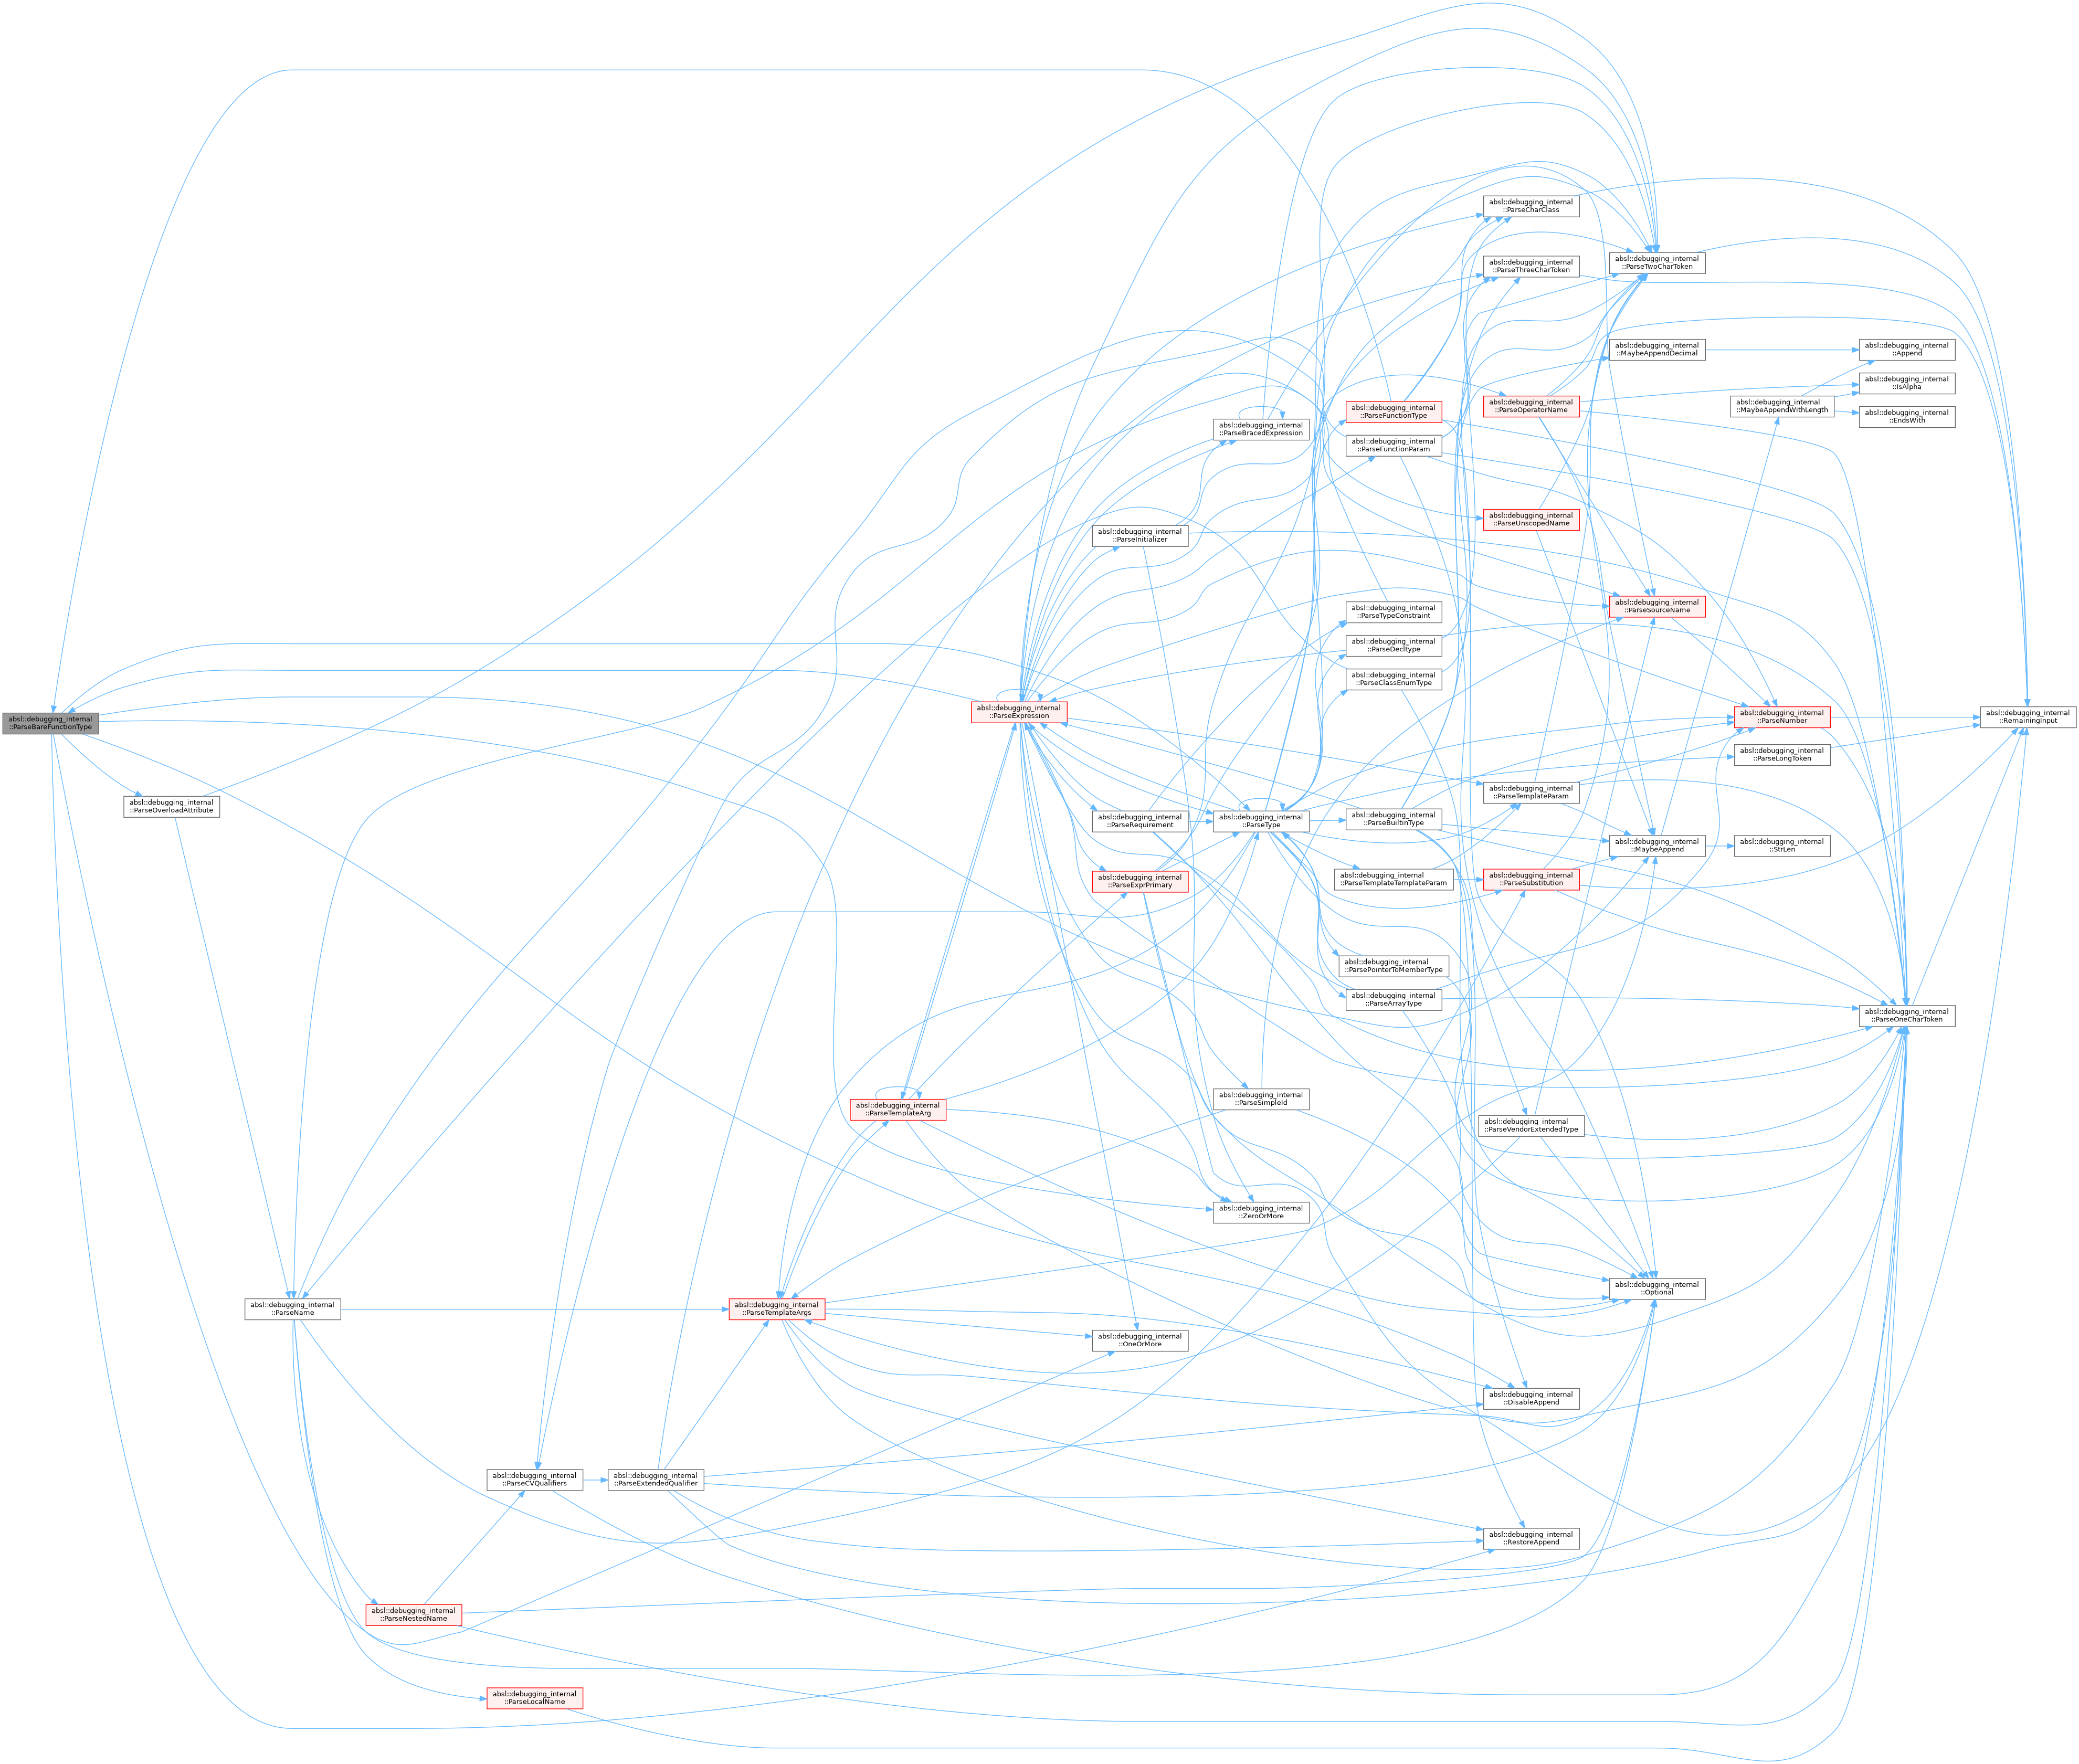 absl::debugging_internal
::ParseBareFunctionType
absl::debugging_internal
::ParseOverloadAttribute
absl::debugging_internal
::ParseName
absl::debugging_internal
::ParseNestedName
absl::debugging_internal
::ParseLocalName
absl::debugging_internal
::ParseCVQualifiers
absl::debugging_internal
::ParseExtendedQualifier
absl::debugging_internal
::ParseTemplateArgs
absl::debugging_internal
::ParseTemplateArg
absl::debugging_internal
::ParseExpression
absl::debugging_internal
::ParseInitializer
absl::debugging_internal
::ParseRequirement
absl::debugging_internal
::ParseExprPrimary
absl::debugging_internal
::OneOrMore
absl::debugging_internal
::ParseBracedExpression
absl::debugging_internal
::ParseType
absl::debugging_internal
::ParseSimpleId
absl::debugging_internal
::ZeroOrMore
absl::debugging_internal
::ParseFunctionType
absl::debugging_internal
::ParseFunctionParam
absl::debugging_internal
::ParseTypeConstraint
absl::debugging_internal
::ParseDecltype
absl::debugging_internal
::ParseClassEnumType
absl::debugging_internal
::ParseBuiltinType
absl::debugging_internal
::ParseTemplateTemplateParam
absl::debugging_internal
::ParsePointerToMemberType
absl::debugging_internal
::ParseArrayType
absl::debugging_internal
::ParseCharClass
absl::debugging_internal
::ParseThreeCharToken
absl::debugging_internal
::ParseOperatorName
absl::debugging_internal
::ParseUnscopedName
absl::debugging_internal
::ParseTemplateParam
absl::debugging_internal
::ParseSubstitution
absl::debugging_internal
::ParseVendorExtendedType
absl::debugging_internal
::DisableAppend
absl::debugging_internal
::RestoreAppend
absl::debugging_internal
::ParseTwoCharToken
absl::debugging_internal
::MaybeAppendDecimal
absl::debugging_internal
::ParseSourceName
absl::debugging_internal
::MaybeAppend
absl::debugging_internal
::Optional
absl::debugging_internal
::MaybeAppendWithLength
absl::debugging_internal
::ParseNumber
absl::debugging_internal
::ParseLongToken
absl::debugging_internal
::StrLen
absl::debugging_internal
::Append
absl::debugging_internal
::IsAlpha
absl::debugging_internal
::EndsWith
absl::debugging_internal
::ParseOneCharToken
absl::debugging_internal
::RemainingInput